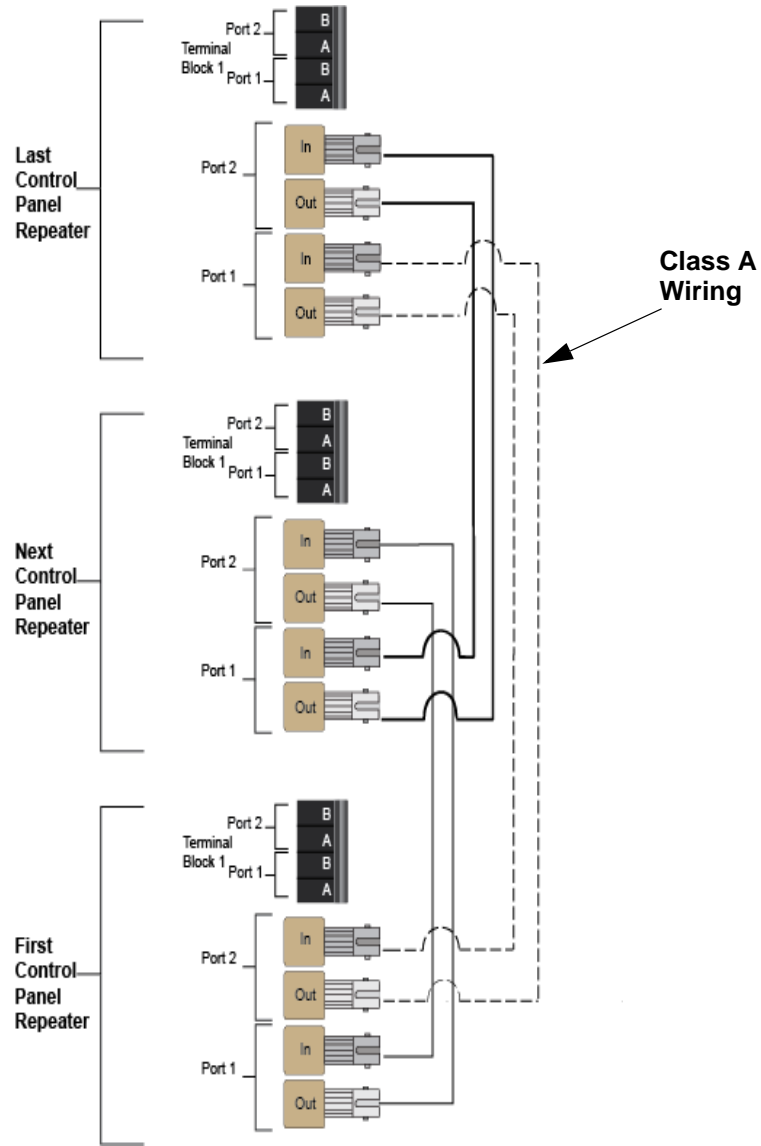 B
Port 2
A
Terminal
Block 1
B
Port 1
A
Last
Control
Panel
Repeater
Port 2
In
Out
Port 1
In
Out
Class A
Wiring
B
Port 2
A
Terminal
Block 1
B
Port 1
A
Next
Control
Panel
Repeater
Port 2
In
Out
Port 1
In
Out
B
Port 2
A
Terminal
Block 1
B
Port 1
A
First
Control
Panel
Repeater
Port 2
In
Out
Port 1
In
Out